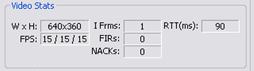 Video Stats
W x H: 640x360 I Frms: 1 RTT(ms): 90
FPS: 15 / 15 / 15 FIRs: 0
NACKs: 0